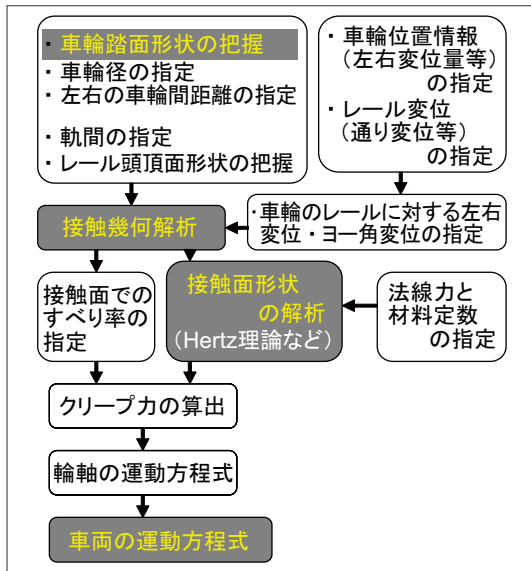 ・車輪踏面形状の把握
・車輪径の指定
・左右の車輪間距離の指定
・軌間の指定
・レール頭頂面形状の把握
・車輪位置情報
（左右変位量等）
の指定
・レール変位
（通り変位等）
の指定
接触幾何解析
・車輪のレールに対する左右
変位・ヨー角変位の指定
接触面での
すべり率の
指定
接触面形状
の解析
（Hertz理論など）
法線力と
材料定数
の指定
クリープ力の算出
輪軸の運動方程式
車両の運動方程式